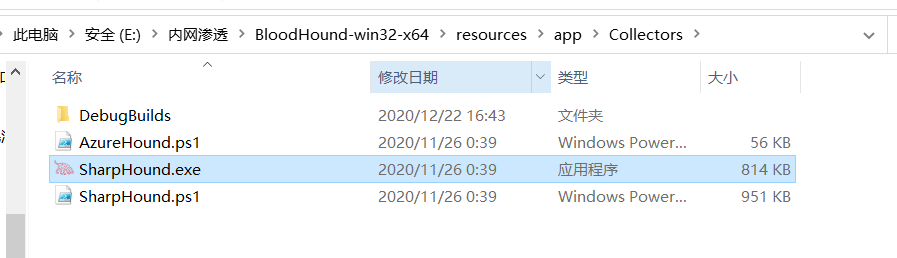 此电脑 安全 (E:) 内网渗透 BloodHound-win32-x64 resources app Collectors
名称 修改日期 类型 大小
DebugBuilds 2020/12/22 16:43 文件夹
AzureHound.ps1 2020/11/26 0:39 Windows Power... 56 KB
SharpHound.exe 2020/11/26 0:39 应用程序 814 KB
SharpHound.ps1 2020/11/26 0:39 Windows Power... 951 KB